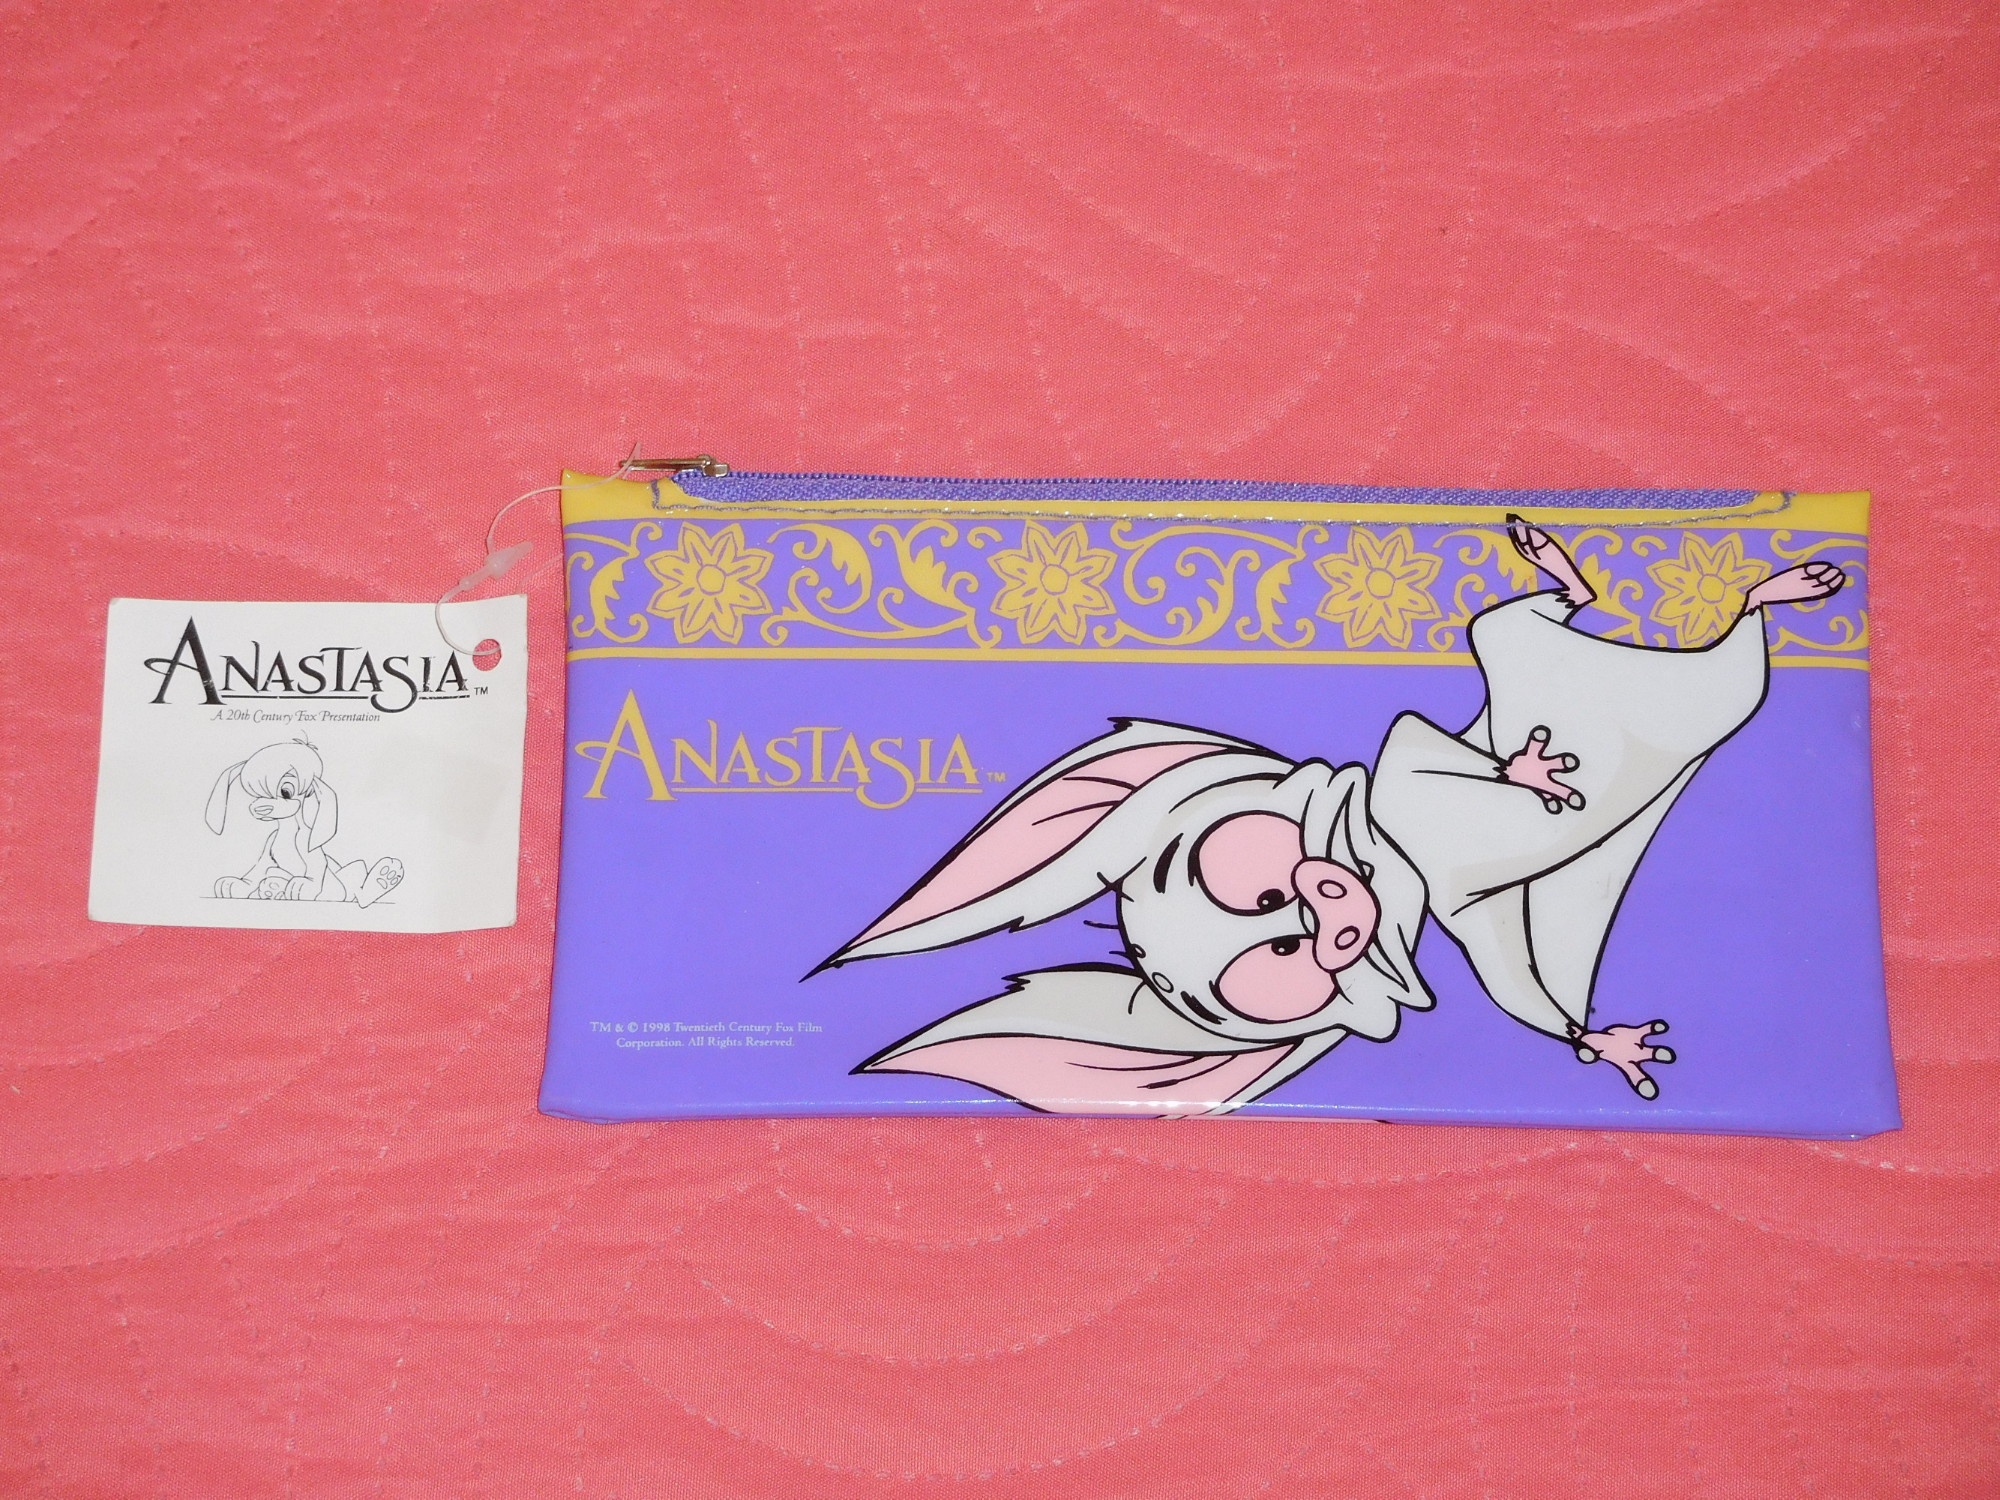 ANASTASIA™
A 20th Century Fox Presentation
ANASTASIA™
TM & © 1998 Twentieth Century Fox Film
Corporation. All Rights Reserved.